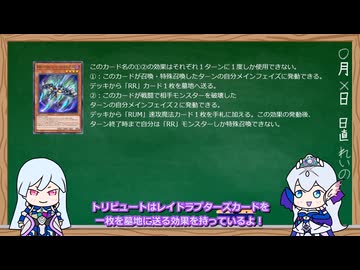 このカード名の①②の効果はそれぞれ１ターンに１度しか使用できない。
①：このカードが召喚・特殊召喚したターンの自分メインフェイズに発動できる。
デッキから「RR」カード１枚を墓地へ送る。
②：このカードが戦闘で相手モンスターを破壊した
ターンの自分メインフェイズ２に発動できる。
デッキから「RUM」速攻魔法カード１枚を手札に加える。この効果の発動後、
ターン終了時まで自分は「RR」モンスターしか特殊召喚できない。
〇月 ✕日 日直 れいの
トリビュートはレイドラプターズカードを
一枚を墓地に送る効果を持っているよ！